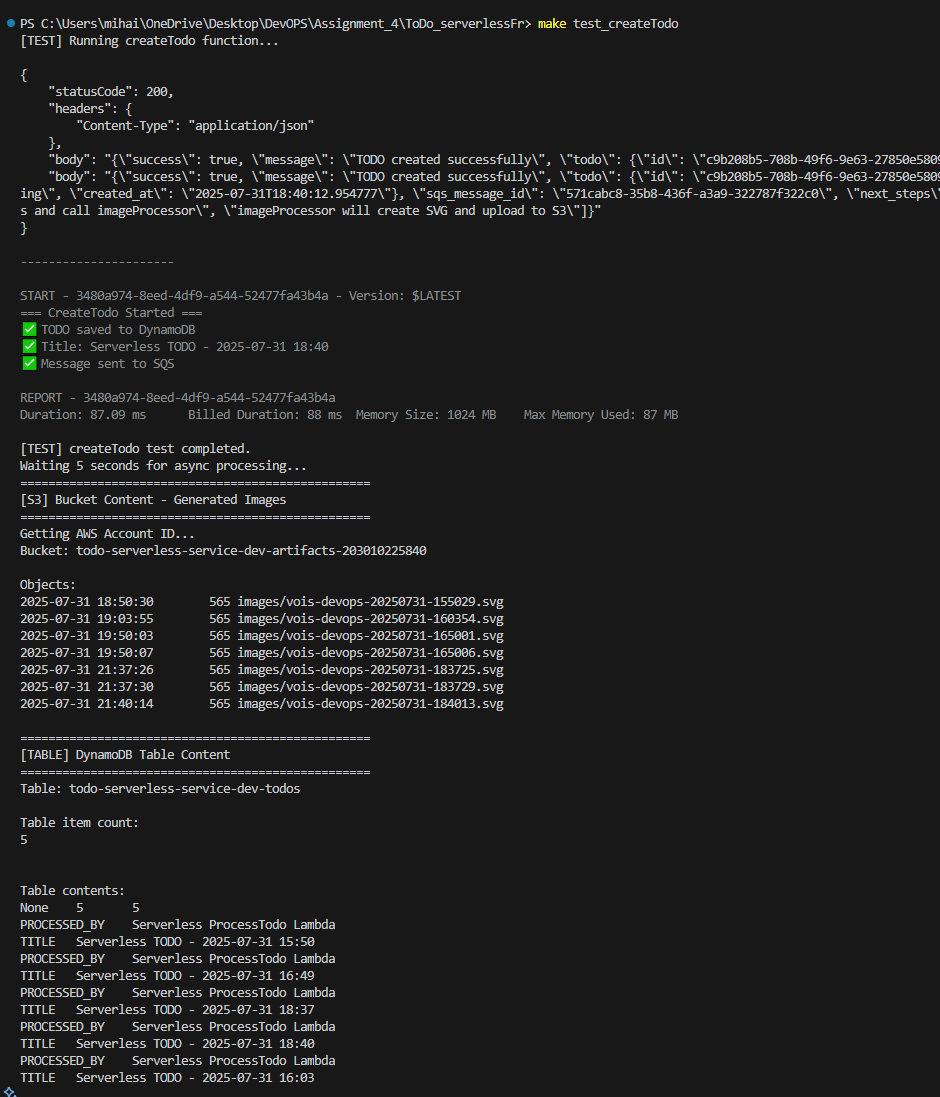 PS C:\Users\mihai\OneDrive\Desktop\DevOPS\Assignment_4\ToDo_serverlessFr> make test_createTodo
[TEST] Running createTodo function...
{
    "statusCode": 200,
    "headers": {
        "Content-Type": "application/json"
    },
    "body": "{\"success\": true, \"message\": \"TODO created successfully\", \"todo\": {\"id\": \"c9b208b5-708b-49f6-9e63-27850e5809
    "body": "{\"success\": true, \"message\": \"TODO created successfully\", \"todo\": {\"id\": \"c9b208b5-708b-49f6-9e63-27850e5809
ing\", \"created_at\": \"2025-07-31T18:40:12.954777\"}, \"sqs_message_id\": \"571cabc8-35b8-436f-a3a9-322787f322c0\", \"next_steps\"
s and call imageProcessor\", \"imageProcessor will create SVG and upload to S3\"]}"
}
----------------------
START - 3480a974-8eed-4df9-a544-52477fa43b4a - Version: $LATEST
=== CreateTodo Started ===
✅ TODO saved to DynamoDB
✅ Title: Serverless TODO - 2025-07-31 18:40
✅ Message sent to SQS
REPORT - 3480a974-8eed-4df9-a544-52477fa43b4a
Duration: 87.09 ms      Billed Duration: 88 ms  Memory Size: 1024 MB    Max Memory Used: 87 MB
[TEST] createTodo test completed.
Waiting 5 seconds for async processing...
==================================================
[S3] Bucket Content - Generated Images
==================================================
Getting AWS Account ID...
Bucket: todo-serverless-service-dev-artifacts-203010225840
Objects:
2025-07-31 18:50:30        565 images/vois-devops-20250731-155029.svg
2025-07-31 19:03:55        565 images/vois-devops-20250731-160354.svg
2025-07-31 19:50:03        565 images/vois-devops-20250731-165001.svg
2025-07-31 19:50:07        565 images/vois-devops-20250731-165006.svg
2025-07-31 21:37:26        565 images/vois-devops-20250731-183725.svg
2025-07-31 21:37:30        565 images/vois-devops-20250731-183729.svg
2025-07-31 21:40:14        565 images/vois-devops-20250731-184013.svg
==================================================
[TABLE] DynamoDB Table Content
==================================================
Table: todo-serverless-service-dev-todos
Table item count:
5
Table contents:
None    5       5
PROCESSED_BY    Serverless ProcessTodo Lambda
TITLE   Serverless TODO - 2025-07-31 15:50
PROCESSED_BY    Serverless ProcessTodo Lambda
TITLE   Serverless TODO - 2025-07-31 16:49
PROCESSED_BY    Serverless ProcessTodo Lambda
TITLE   Serverless TODO - 2025-07-31 18:37
PROCESSED_BY    Serverless ProcessTodo Lambda
TITLE   Serverless TODO - 2025-07-31 18:40
PROCESSED_BY    Serverless ProcessTodo Lambda
TITLE   Serverless TODO - 2025-07-31 16:03